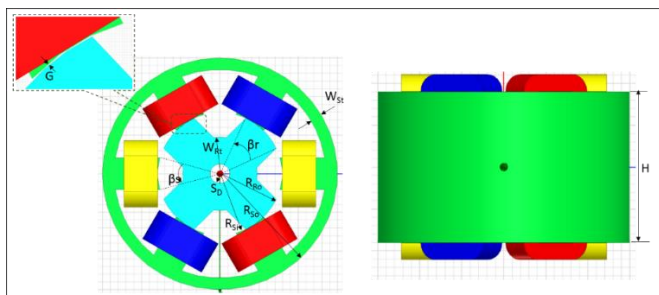 G
W_St
W_Rt
βr
βs
S_D
R_Ro
R_So
R_Si
H